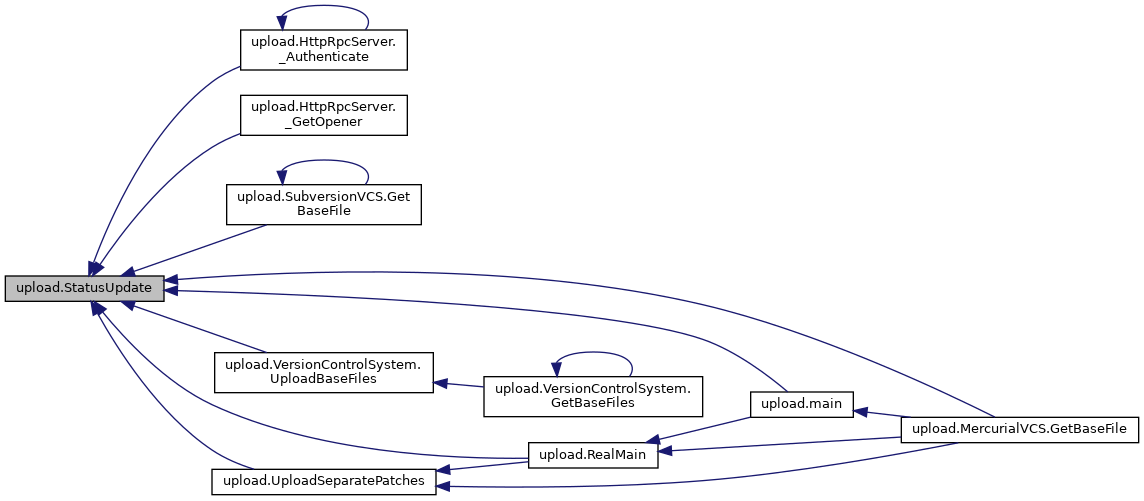 upload.HttpRpcServer.
_Authenticate
upload.HttpRpcServer.
_GetOpener
upload.SubversionVCS.Get
BaseFile
upload.StatusUpdate
upload.VersionControlSystem.
UploadBaseFiles
upload.VersionControlSystem.
GetBaseFiles
upload.main
upload.MercurialVCS.GetBaseFile
upload.RealMain
upload.UploadSeparatePatches